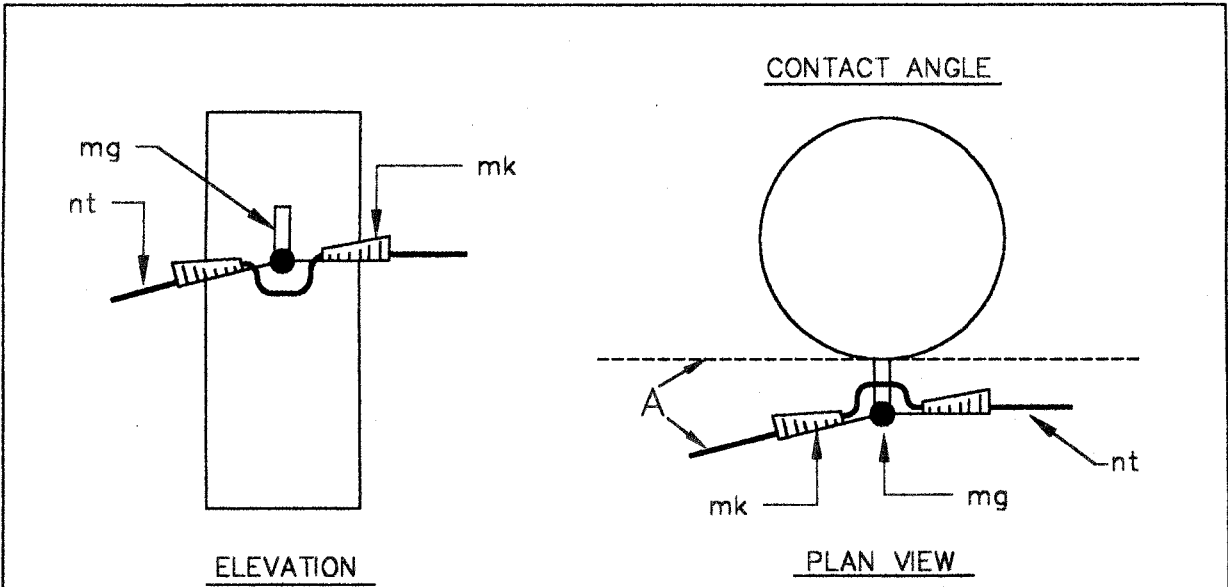 CONTACT ANGLE
mg
mk
nt
A
nt
mk
mg
ELEVATION
PLAN VIEW